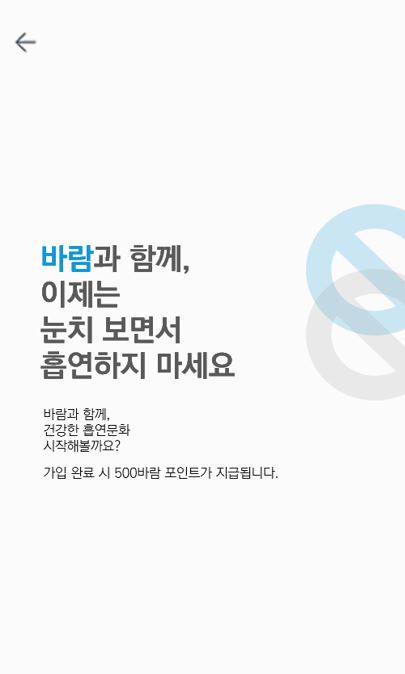 바람과 함께,
이제는
눈치 보면서
흡연하지 마세요
바람과 함께,
건강한 흡연문화
시작해볼까요?
가입 완료 시 500바람 포인트가 지급됩니다.